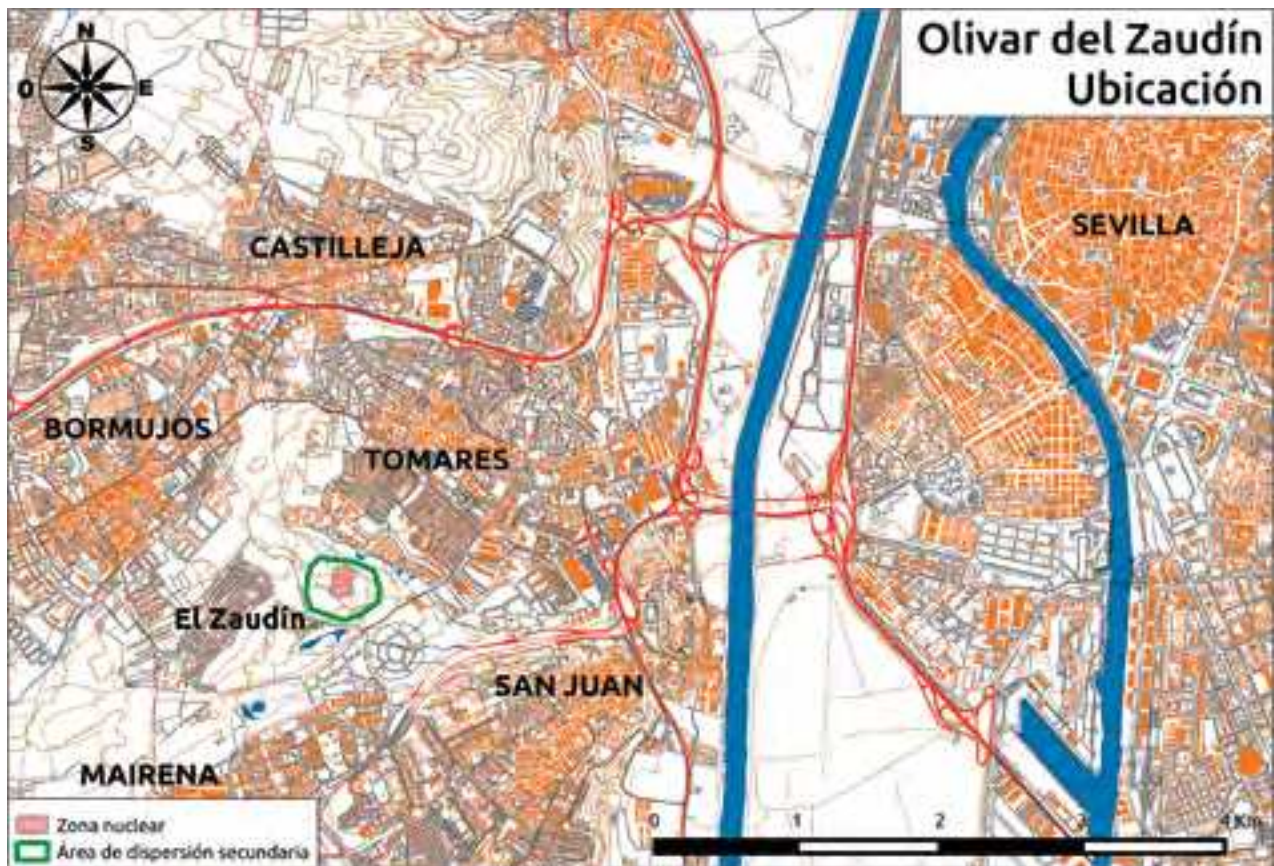 Olivar del Zaudín
Ubicación
N
O
E
S
SEVILLA
CASTILLEJA
BORMUJOS
TOMARES
El Zaudín
SAN JUAN
MAIRENA
Zona nuclear
Área de dispersión secundaria
0 1 2 3 4 Km